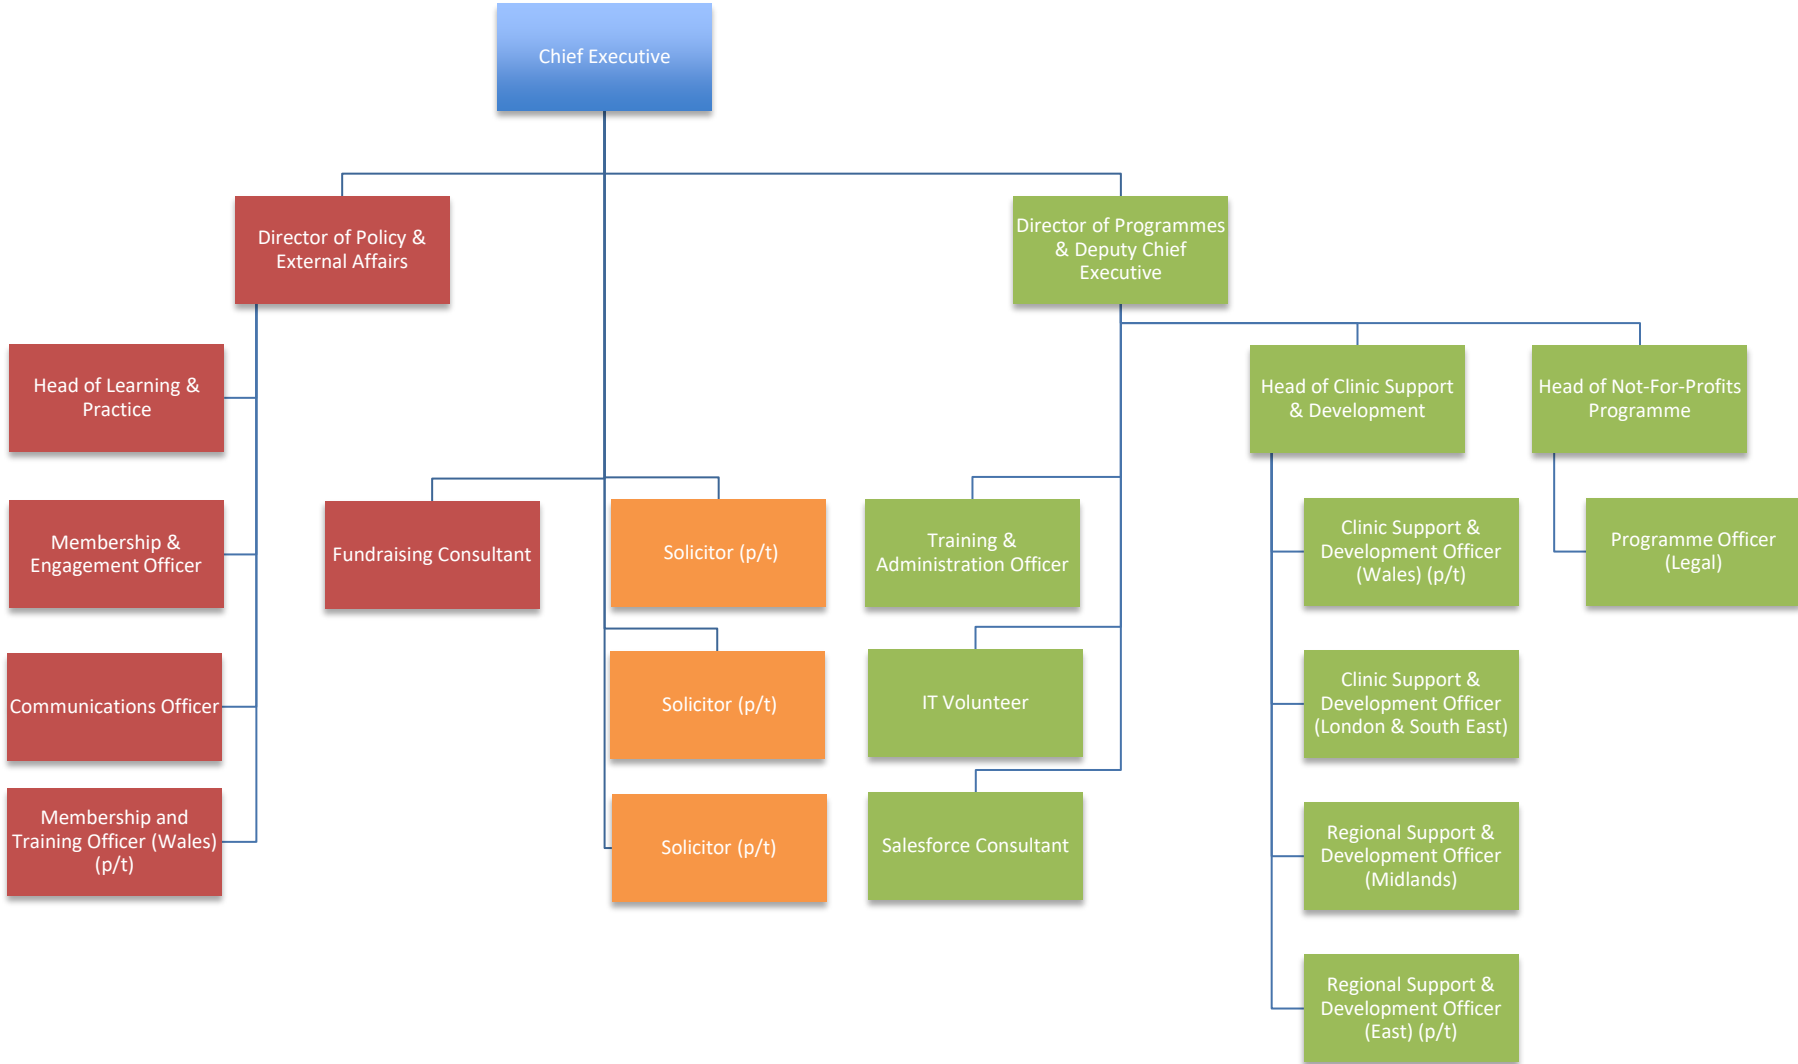 Chief Executive
Director of Policy &
External Affairs
Director of Programmes
& Deputy Chief
Executive
Head of Learning &
Practice
Head of Clinic Support
& Development
Head of Not-For-Profits
Programme
Membership &
Engagement Officer
Fundraising Consultant
Solicitor (p/t)
Training &
Administration Officer
Clinic Support &
Development Officer
(Wales) (p/t)
Programme Officer
(Legal)
Communications Officer
Solicitor (p/t)
IT Volunteer
Clinic Support &
Development Officer
(London & South East)
Membership and
Training Officer (Wales)
(p/t)
Solicitor (p/t)
Salesforce Consultant
Regional Support &
Development Officer
(Midlands)
Regional Support &
Development Officer
(East) (p/t)